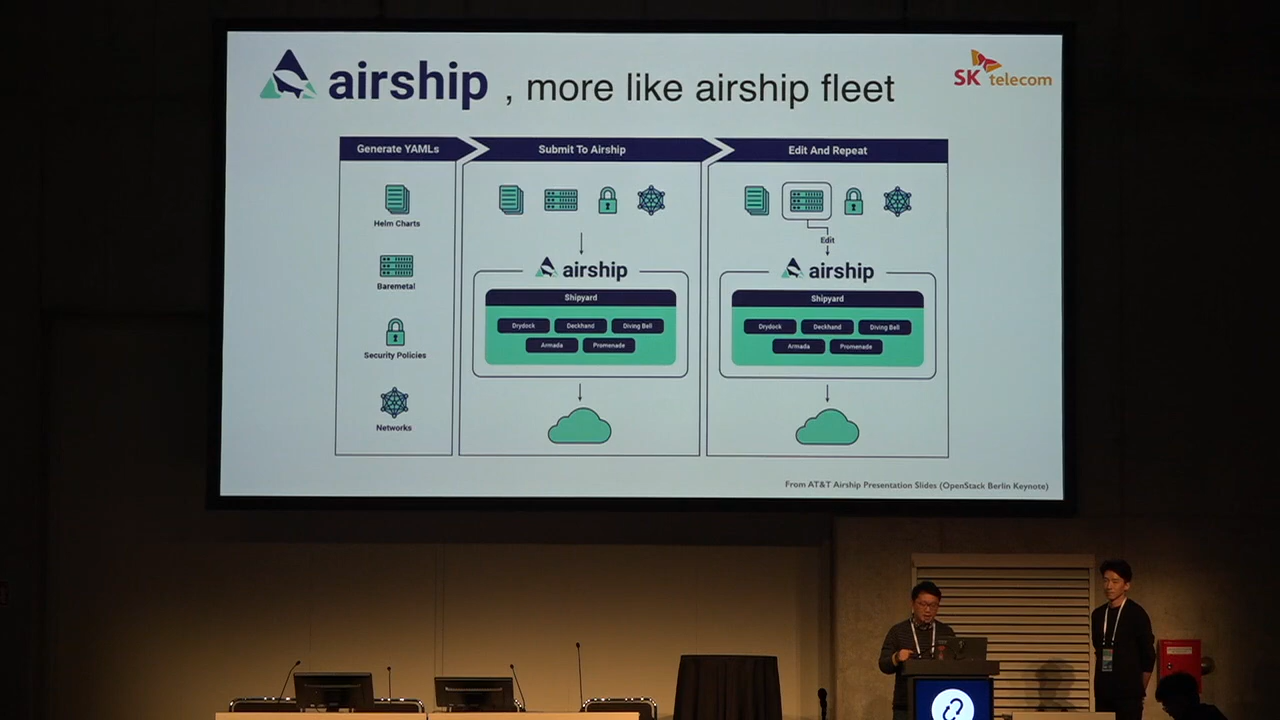 airship , more like airship fleet
SK telecom
Generate YAMLs
Helm Charts
Baremetal
Security Policies
Networks
Submit To Airship
airship
Shipyard
Drydock Deckhand Diving Bell
Armada Promenade
Edit And Repeat
Edit
airship
Shipyard
Drydock Deckhand Diving Bell
Armada Promenade
From AT&T Airship Presentation Slides (OpenStack Berlin Keynote)